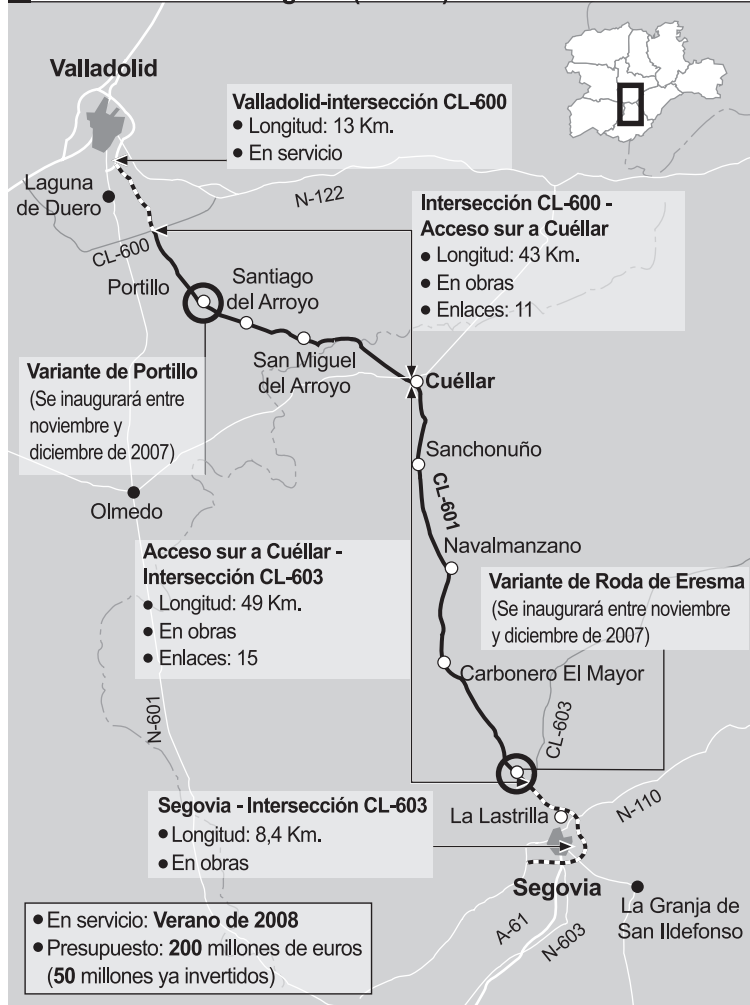 Valladolid
Valladolid-intersección CL-600
● Longitud: 13 Km.
● En servicio
Laguna
de Duero
N-122
CL-600
Intersección CL-600 -
Acceso sur a Cuéllar
● Longitud: 43 Km.
● En obras
● Enlaces: 11
Portillo
Santiago
del Arroyo
San Miguel
del Arroyo
Variante de Portillo
(Se inaugurará entre
noviembre y
diciembre de 2007)
Cuéllar
Sanchonuño
CL-601
Olmedo
Navalmanzano
Acceso sur a Cuéllar -
Intersección CL-603
● Longitud: 49 Km.
● En obras
● Enlaces: 15
Variante de Roda de Eresma
(Se inaugurará entre noviembre
y diciembre de 2007)
Carbonero El Mayor
N-601
CL-603
Segovia - Intersección CL-603
● Longitud: 8,4 Km.
● En obras
La Lastrilla
N-110
Segovia
La Granja de
San Ildefonso
A-61
N-603
● En servicio: Verano de 2008
● Presupuesto: 200 millones de euros
(50 millones ya invertidos)